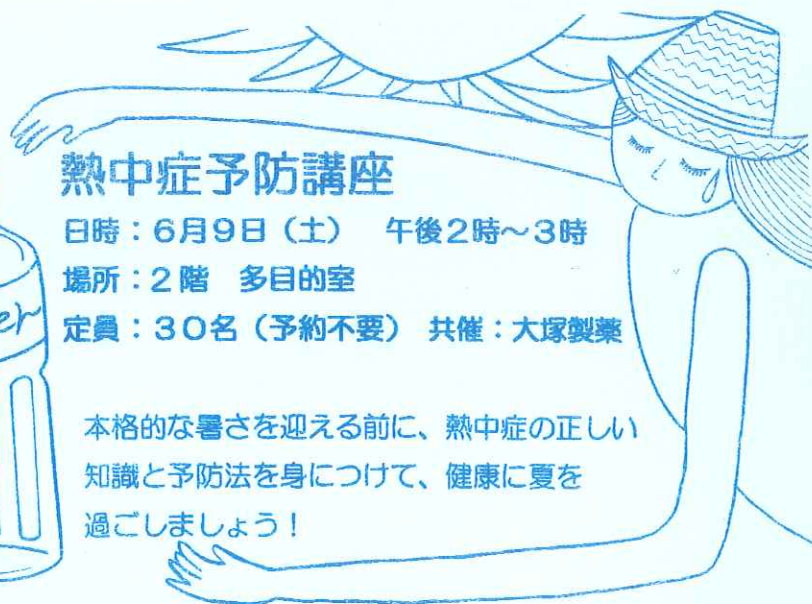 熱中症予防講座
日時：６月９日（土）　午後２時～３時
場所：２階　多目的室
定員：３０名（予約不要）　共催：大塚製薬
本格的な暑さを迎える前に、熱中症の正しい
知識と予防法を身につけて、健康に夏を
過ごしましょう！